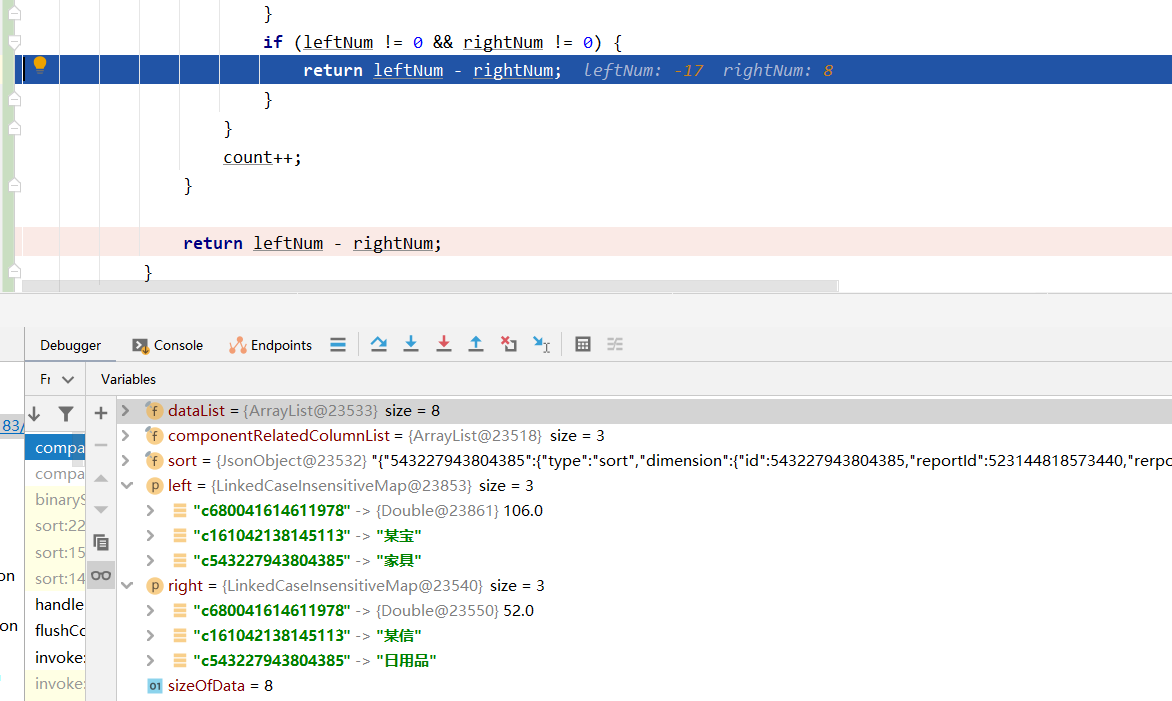 }
if (leftNum != 0 && rightNum != 0) {
return leftNum - rightNum; leftNum: -17 rightNum: 8
}
}
count++;
}
return leftNum - rightNum;
}
Debugger Console Endpoints
Fr Variables
dataList = {ArrayList@23533} size = 8
83/ componentRelatedColumnList = {ArrayList@23518} size = 3
compa sort = {JsonObject@23532} "{"543227943804385":{"type":"sort","dimension":{"id":543227943804385,"reportId":523144818573440,"rerpo
compa left = {LinkedCaseInsensitiveMap@23853} size = 3
binaryS "c680041614611978" -> {Double@23861} 106.0
sort:22 "c161042138145113" -> "某宝"
sort:15 "c543227943804385" -> "家具"
on sort:14 right = {LinkedCaseInsensitiveMap@23540} size = 3
handle "c680041614611978" -> {Double@23550} 52.0
on flushCo "c161042138145113" -> "某信"
invoke: "c543227943804385" -> "日用品"
invoke: 01 sizeOfData = 8